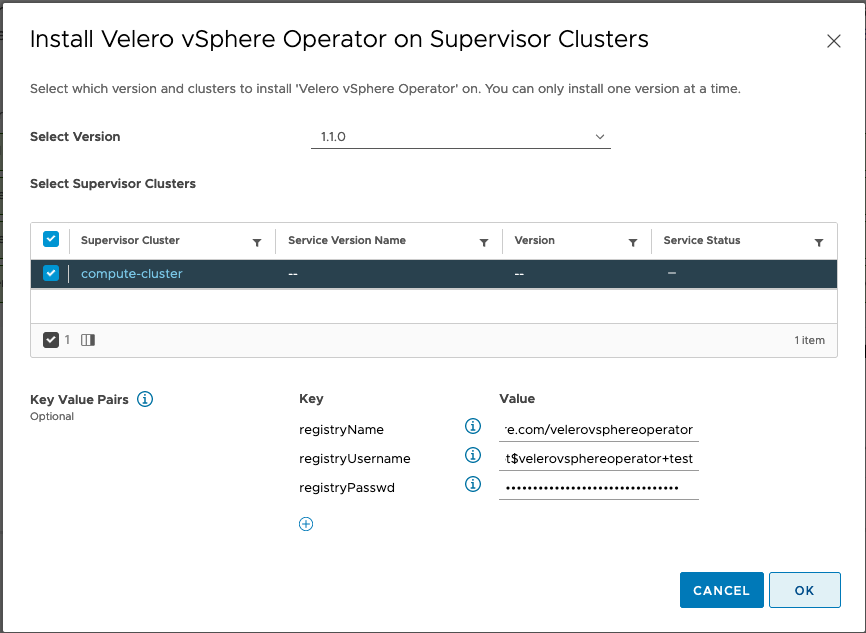 Install Velero vSphere Operator on Supervisor Clusters
Select which version and clusters to install 'Velero vSphere Operator' on. You can only install one version at a time.
Select Version 1.1.0
Select Supervisor Clusters
Supervisor Cluster Service Version Name Version Service Status
compute-cluster -- -- –
1 1 item
Key Value Pairs Key Value
Optional
registryName re.com/velerovsphereoperator
registryUsername t$velerovsphereoperator+test
registryPasswd ••••••••••••••••••••••••••••••••
CANCEL OK